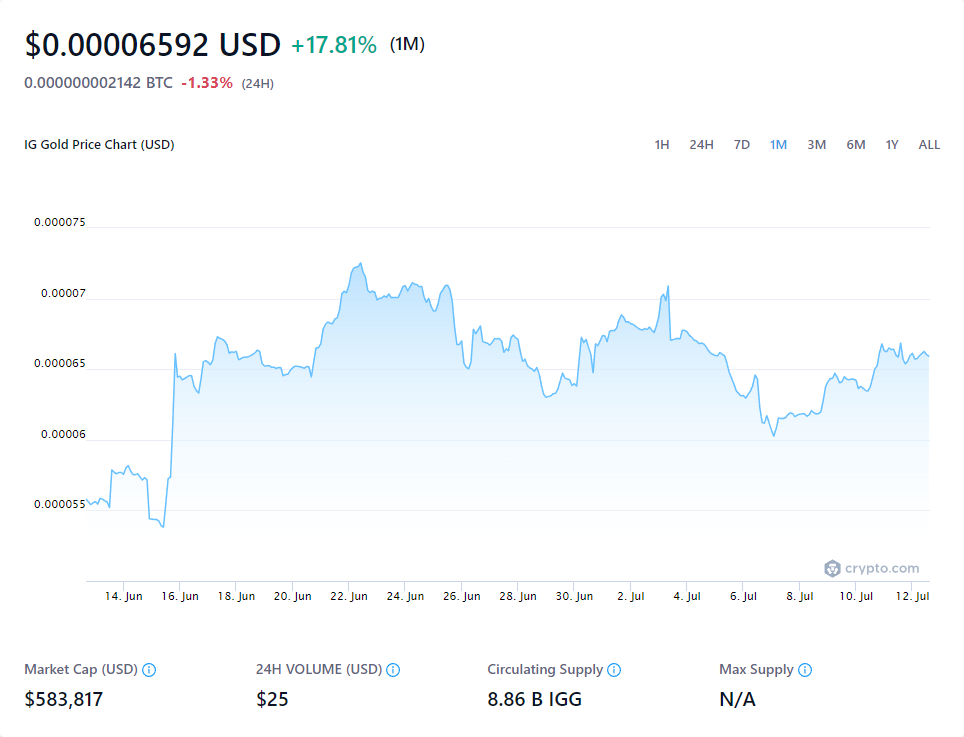 $0.00006592 USD +17.81% (1M)
0.000000002142 BTC -1.33% (24H)
IG Gold Price Chart (USD) 1H 24H 7D 1M 3M 6M 1Y ALL
0.000075
0.00007
0.000065
0.00006
0.000055
crypto.com
14. Jun 16. Jun 18. Jun 20. Jun 22. Jun 24. Jun 26. Jun 28. Jun 30. Jun 2. Jul 4. Jul 6. Jul 8. Jul 10. Jul 12. Jul
Market Cap (USD) 24H VOLUME (USD) Circulating Supply Max Supply
$583,817 $25 8.86 B IGG N/A